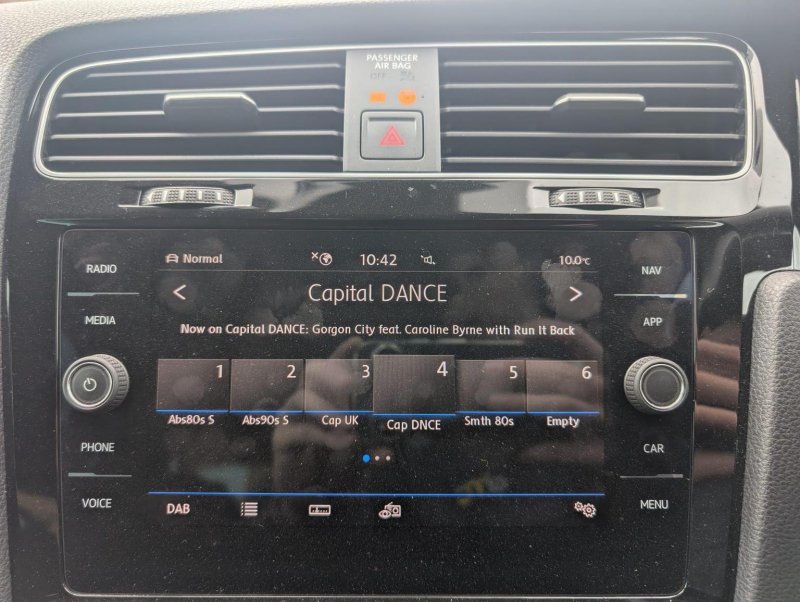 PASSENGER
AIR BAG
OFF
Normal
10:42
10.0°C
RADIO
NAV
Capital DANCE
MEDIA
APP
Now on Capital DANCE: Gorgon City feat. Caroline Byrne with Run It Back
1 2 3 4 5 6
Abs80s S Abs90s S Cap UK Cap DNCE Smth 80s Empty
PHONE
CAR
VOICE
DAB
MENU